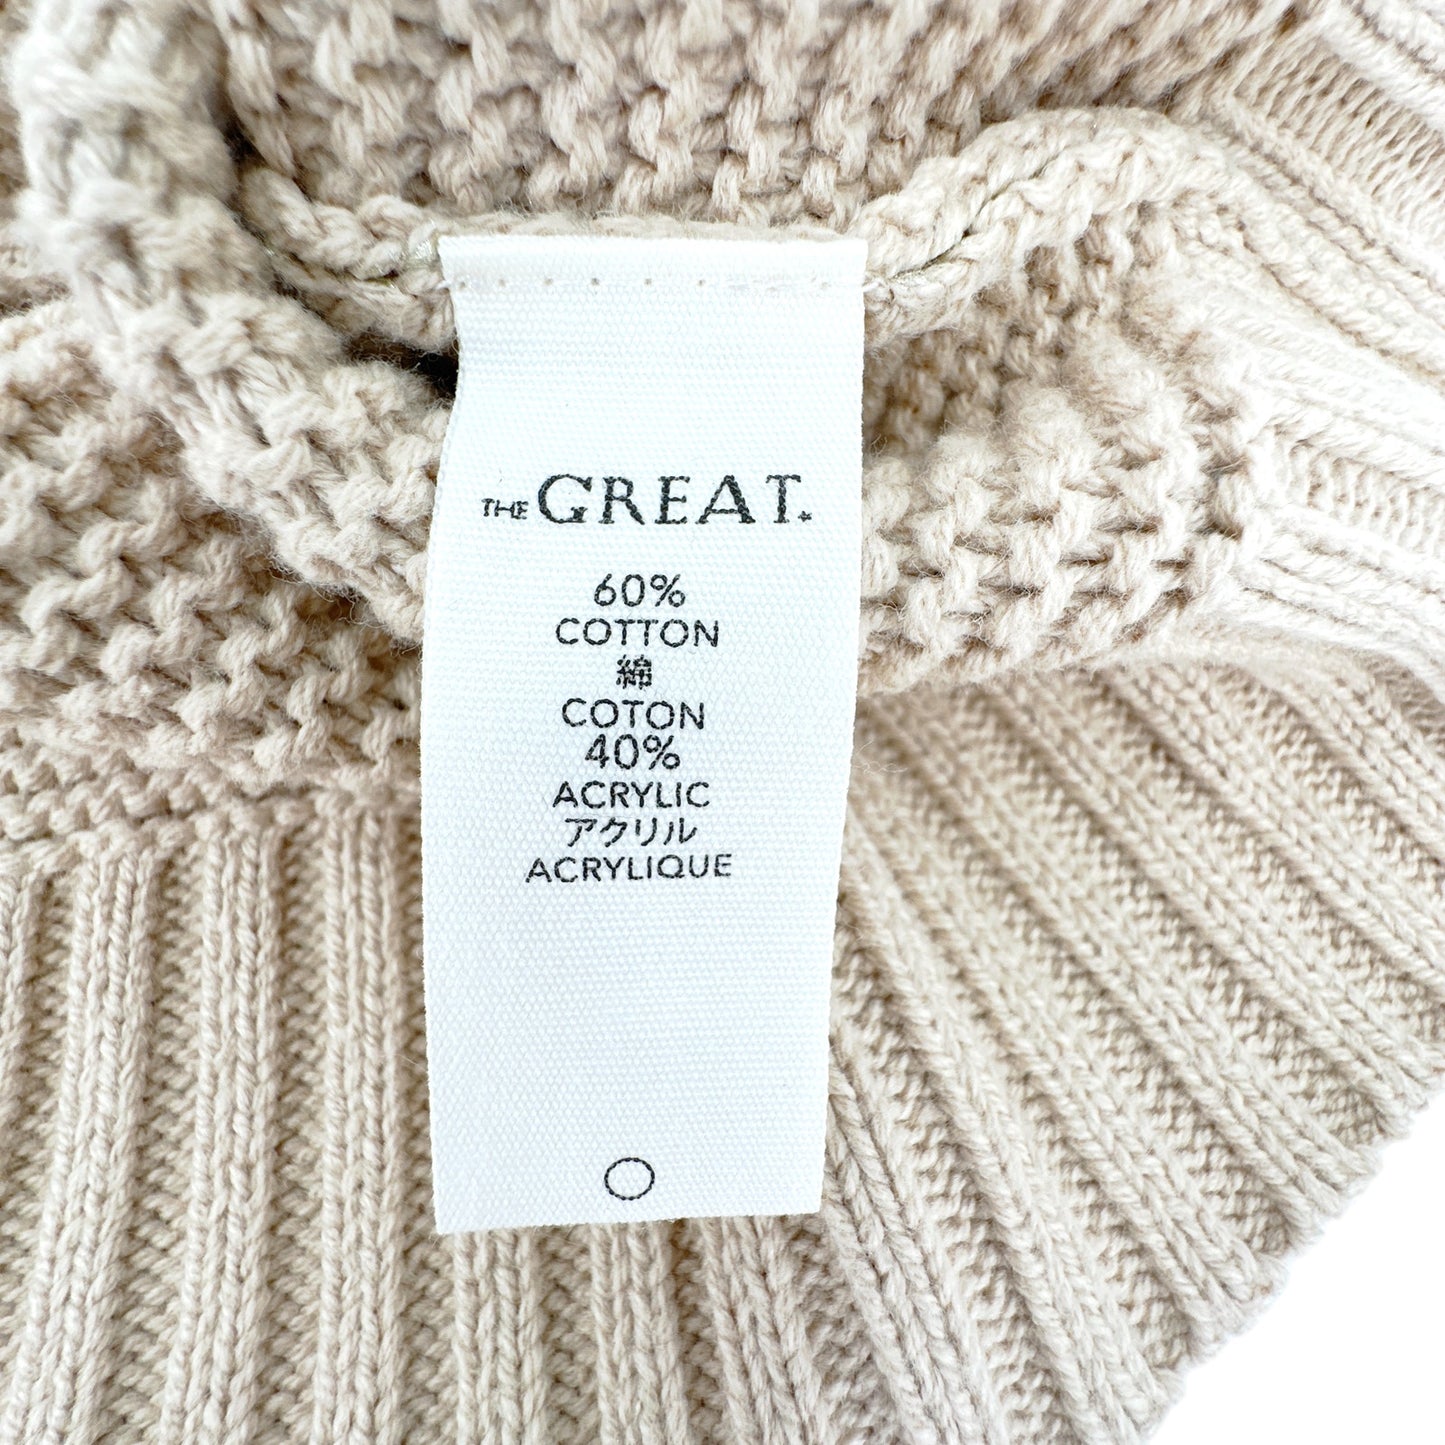 THE GREAT.
60%
COTTON
綿
COTON
40%
ACRYLIC
アクリル
ACRYLIQUE